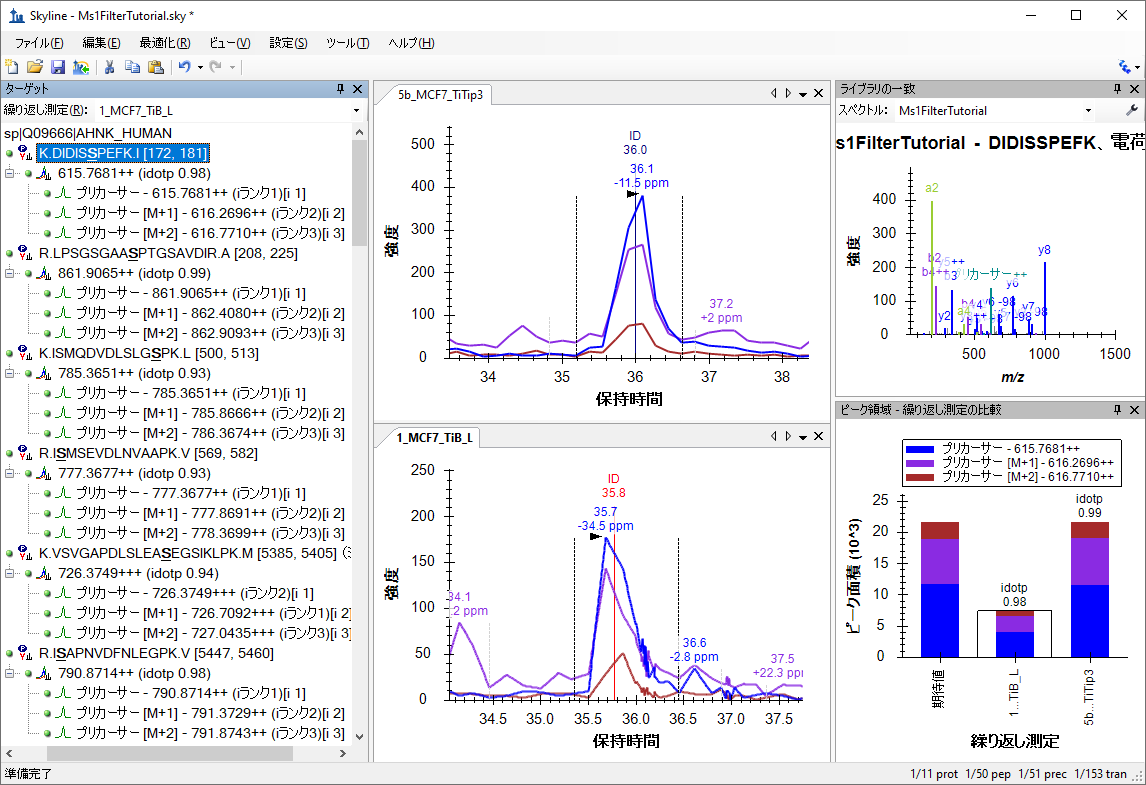 Skyline - Ms1FilterTutorial.sky *
ファイル(F) 編集(E) 最適化(R) ビュー(V) 設定(S) ツール(T) ヘルプ(H)
ターゲット
繰り返し測定(R): 1_MCF7_TiB_L
sp|Q09666|AHNK_HUMAN
K.DIDISSPEFK.I [172, 181]
615.7681++ (idotp 0.98)
プリカーサー - 615.7681++ (iランク1)[i 1]
プリカーサー [M+1] - 616.2696++ (iランク2)[i 2]
プリカーサー [M+2] - 616.7710++ (iランク3)[i 3]
R.LPSGSGAASPTGSAVDIR.A [208, 225]
861.9065++ (idotp 0.99)
プリカーサー - 861.9065++ (iランク1)[i 1]
プリカーサー [M+1] - 862.4080++ (iランク2)[i 2]
プリカーサー [M+2] - 862.9093++ (iランク3)[i 3]
K.ISMQDVDLSLGSPK.L [500, 513]
785.3651++ (idotp 0.93)
プリカーサー - 785.3651++ (iランク1)[i 1]
プリカーサー [M+1] - 785.8666++ (iランク2)[i 2]
プリカーサー [M+2] - 786.3674++ (iランク3)[i 3]
R.ISMSEVDLNVAAPK.V [569, 582]
777.3677++ (idotp 0.93)
プリカーサー - 777.3677++ (iランク1)[i 1]
プリカーサー [M+1] - 777.8691++ (iランク2)[i 2]
プリカーサー [M+2] - 778.3699++ (iランク3)[i 3]
K.VSVGAPDLSLEASEGSIKLPK.M [5385, 5405] (ミ
726.3749+++ (idotp 0.94)
プリカーサー - 726.3749+++ (iランク2)[i 1]
プリカーサー [M+1] - 726.7092+++ (iランク1)[i 2]
プリカーサー [M+2] - 727.0435+++ (iランク3)[i 3]
R.ISAPNVDFNLEGPK.V [5447, 5460]
790.8714++ (idotp 0.98)
プリカーサー - 790.8714++ (iランク1)[i 1]
プリカーサー [M+1] - 791.3729++ (iランク2)[i 2]
プリカーサー [M+2] - 791.8743++ (iランク3)[i 3]
5b_MCF7_TiTip3
500
400
300
200
100
0
強度
ID
36.0
36.1
-11.5 ppm
37.2
+2 ppm
34 35 36 37 38
保持時間
1_MCF7_TiB_L
250
200
150
100
50
0
強度
ID
35.8
35.7
-34.5 ppm
34.1
2 ppm
36.6
-2.8 ppm
37.5
+22.3 ppm
34.5 35.0 35.5 36.0 36.5 37.0 37.5
保持時間
ライブラリの一致
スペクトル: Ms1FilterTutorial
s1FilterTutorial - DIDISSPEFK、電荷
400
300
200
100
0
強度
a2
y8
b2
y5++
b4++
b3
リカーサー++
y6
y7
y2
500 1000 1500
m/z
ピーク領域 - 繰り返し測定の比較
プリカーサー - 615.7681++
プリカーサー [M+1] - 616.2696++
プリカーサー [M+2] - 616.7710++
25
20
15
10
5
0
ピーク面積 (10^3)
idotp
0.98
idotp
0.99
期待値
1...TiB_L
5b...TiTip3
繰り返し測定
準備完了
1/11 prot 1/50 pep 1/51 prec 1/153 tran